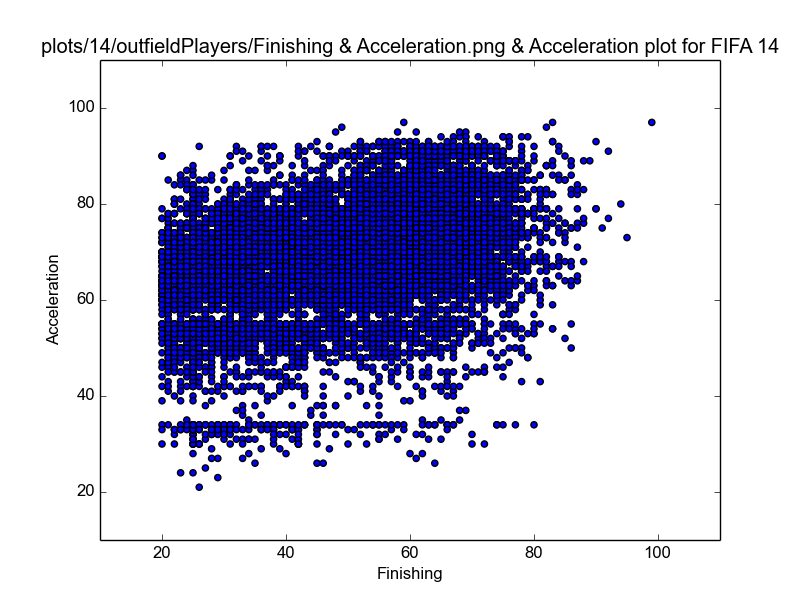 plots/14/outfieldPlayers/Finishing & Acceleration.png & Acceleration plot for FIFA 14
100
80
60
40
20
Acceleration
20 40 60 80 100
Finishing